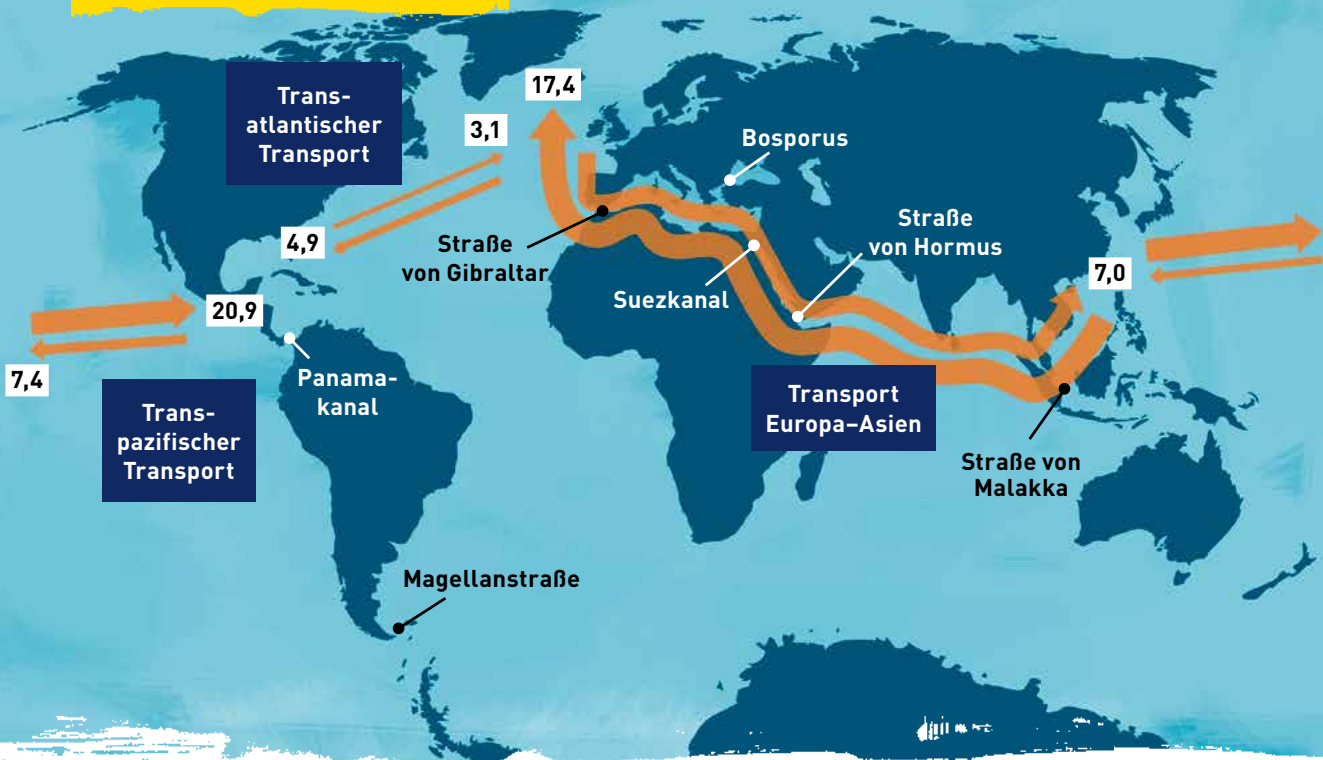 17,4
Trans-
atlantischer
Transport
3,1
Bosporus
Straße
von Hormus
4,9
Straße
von Gibraltar
7,0
Suezkanal
20,9
7,4
Panama-
kanal
Trans-
pazifischer
Transport
Transport
Europa–Asien
Straße von
Malakka
Magellanstraße